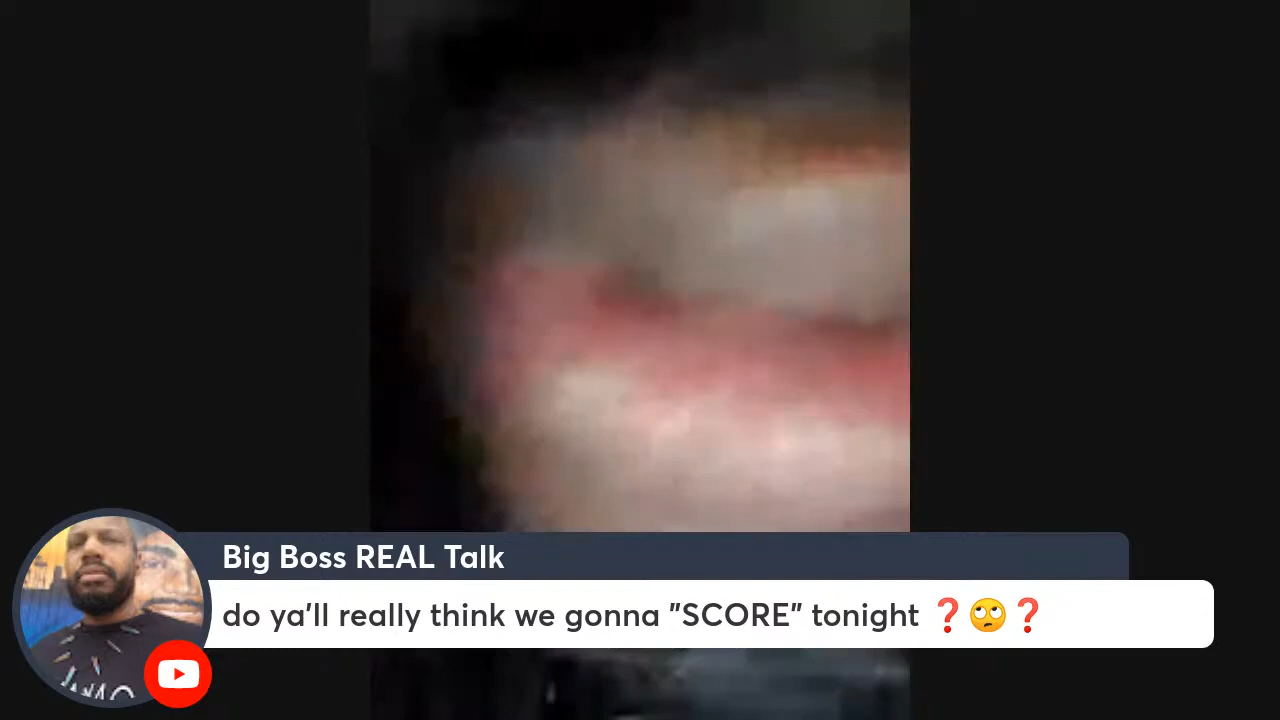 Big Boss REAL Talk
do ya'll really think we gonna "SCORE" tonight ❓🙄❓